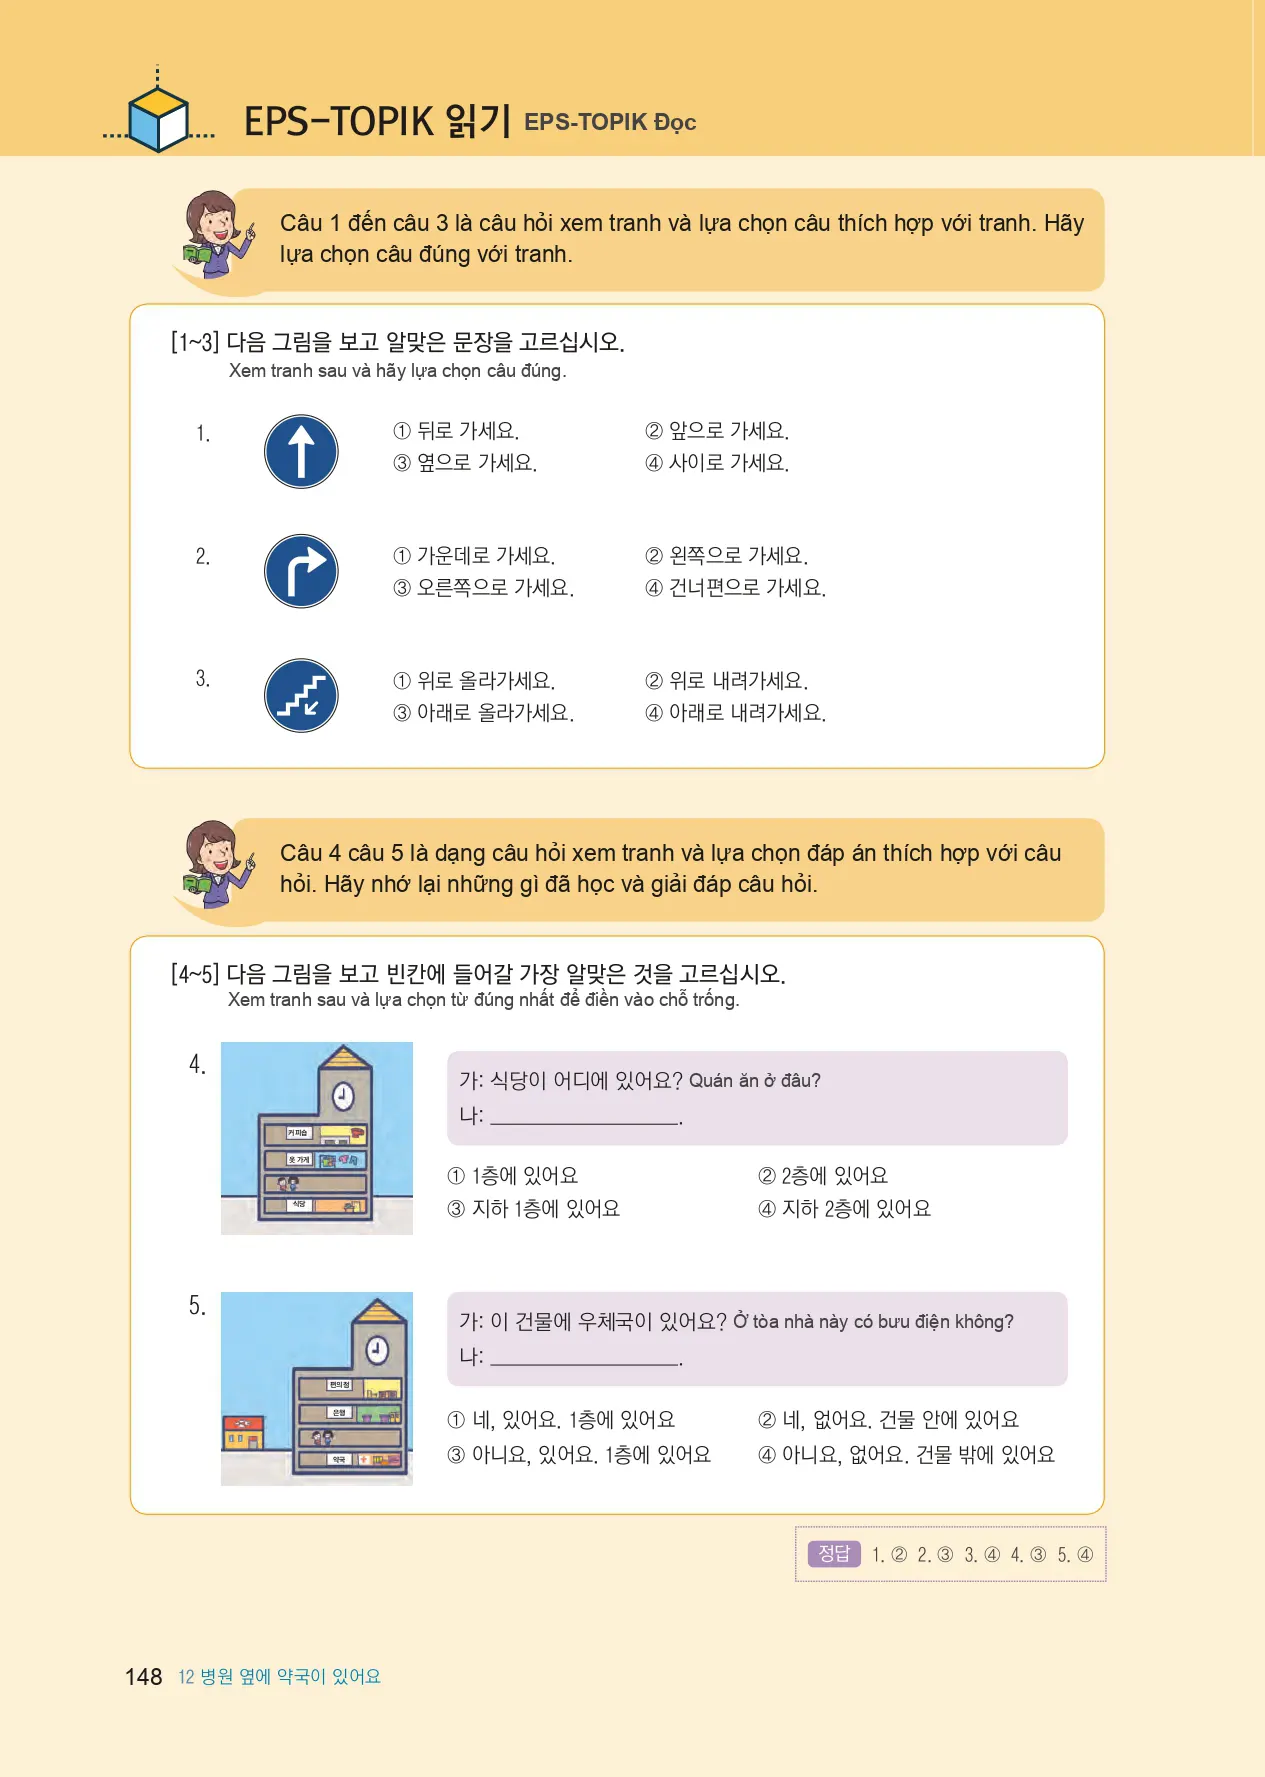 EPS-TOPIK 읽기 EPS-TOPIK Đọc
Câu 1 đến câu 3 là câu hỏi xem tranh và lựa chọn câu thích hợp với tranh. Hãy
lựa chọn câu đúng với tranh.
[1~3] 다음 그림을 보고 알맞은 문장을 고르십시오.
Xem tranh sau và hãy lựa chọn câu đúng.
1. ① 뒤로 가세요. ② 앞으로 가세요.
③ 옆으로 가세요. ④ 사이로 가세요.
2. ① 가운데로 가세요. ② 왼쪽으로 가세요.
③ 오른쪽으로 가세요. ④ 건너편으로 가세요.
3. ① 위로 올라가세요. ② 위로 내려가세요.
③ 아래로 올라가세요. ④ 아래로 내려가세요.
Câu 4 câu 5 là dạng câu hỏi xem tranh và lựa chọn đáp án thích hợp với câu
hỏi. Hãy nhớ lại những gì đã học và giải đáp câu hỏi.
[4~5] 다음 그림을 보고 빈칸에 들어갈 가장 알맞은 것을 고르십시오.
Xem tranh sau và lựa chọn từ đúng nhất để điền vào chỗ trống.
4.
커피숍
옷 가게
식당
가: 식당이 어디에 있어요? Quán ăn ở đâu?
나: __________________.
① 1층에 있어요 ② 2층에 있어요
③ 지하 1층에 있어요 ④ 지하 2층에 있어요
5.
편의점
은행
약국
가: 이 건물에 우체국이 있어요? Ở tòa nhà này có bưu điện không?
나: __________________.
① 네, 있어요. 1층에 있어요 ② 네, 없어요. 건물 안에 있어요
③ 아니요, 있어요. 1층에 있어요 ④ 아니요, 없어요. 건물 밖에 있어요
정답 1. ② 2. ③ 3. ④ 4. ③ 5. ④
148 12 병원 옆에 약국이 있어요